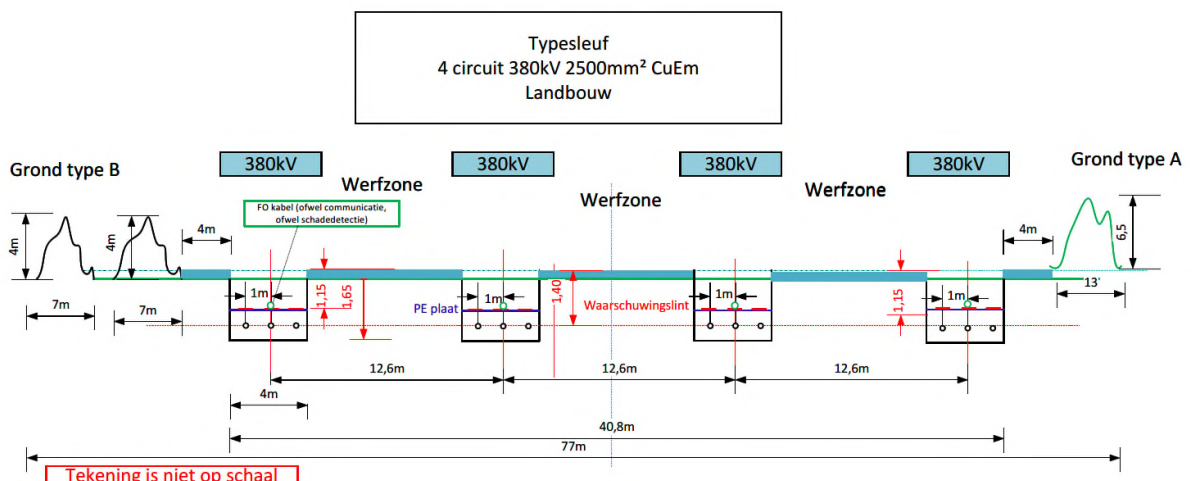 Typesleuf
4 circuit 380kV 2500mm² CuEm
Landbouw
Grond type B
380kV
380kV
380kV
380kV
Grond type A
Werfzone
Werfzone
Werfzone
FO kabel (ofwel communicatie,
ofwel schadedetectie)
4m
4m
4m
4m
6,5
7m
7m
13'
1m
1,15
1,65
PE plaat
1m
1,40
Waarschuwingslint
1m
1,15
1m
12,6m
12,6m
12,6m
4m
40,8m
77m
Tekening is niet op schaal